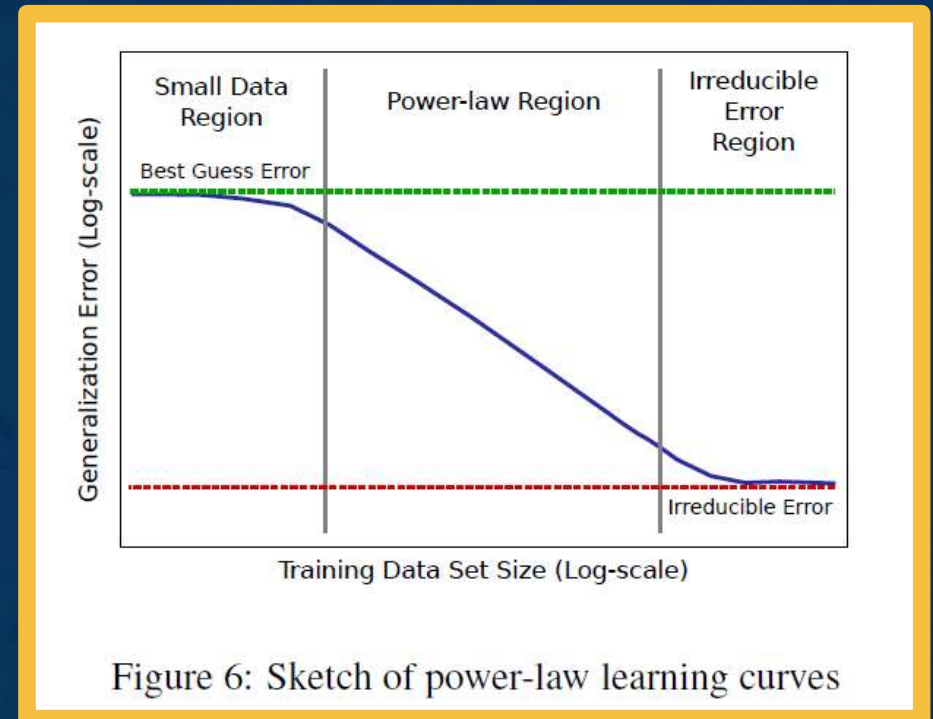 Small Data
Region
Power-law Region
Irreducible
Error
Region
Best Guess Error
Generalization Error (Log-scale)
Irreducible Error
Training Data Set Size (Log-scale)
Figure 6: Sketch of power-law learning curves